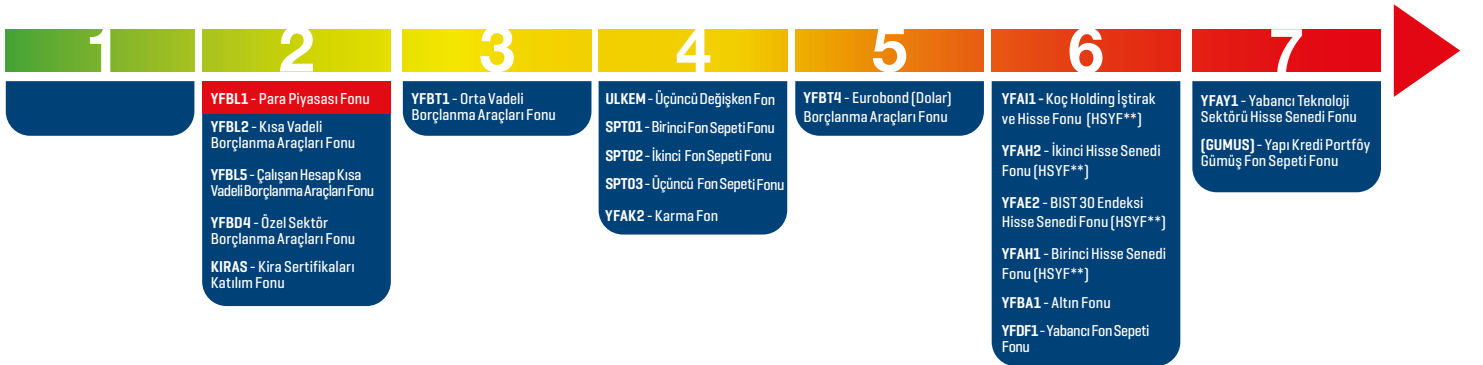 1
2
3
4
5
6
7
YFBL1 - Para Piyasası Fonu
YFBL2 - Kısa Vadeli
Borçlanma Araçları Fonu
YFBL5 - Çalışan Hesap Kısa
Vadeli Borçlanma Araçları Fonu
YFBD4 - Özel Sektör
Borçlanma Araçları Fonu
KIRAS - Kira Sertifikaları
Katılım Fonu
YFBT1 - Orta Vadeli
Borçlanma Araçları Fonu
ULKEM - Üçüncü Değişken Fon
SPT01 - Birinci Fon Sepeti Fonu
SPT02 - İkinci Fon Sepeti Fonu
SPT03 - Üçüncü Fon Sepeti Fonu
YFAK2 - Karma Fon
YFBT4 - Eurobond (Dolar)
Borçlanma Araçları Fonu
YFAI1 - Koç Holding İştirak
ve Hisse Fonu (HSYF**)
YFAH2 - İkinci Hisse Senedi
Fonu (HSYF**)
YFAE2 - BIST 30 Endeksi
Hisse Senedi Fonu (HSYF**)
YFAH1 - Birinci Hisse Senedi
Fonu (HSYF**)
YFBA1 - Altın Fonu
YFDF1 - Yabancı Fon Sepeti
Fonu
YFAY1 - Yabancı Teknoloji
Sektörü Hisse Senedi Fonu
(GUMUS) - Yapı Kredi Portföy
Gümüş Fon Sepeti Fonu